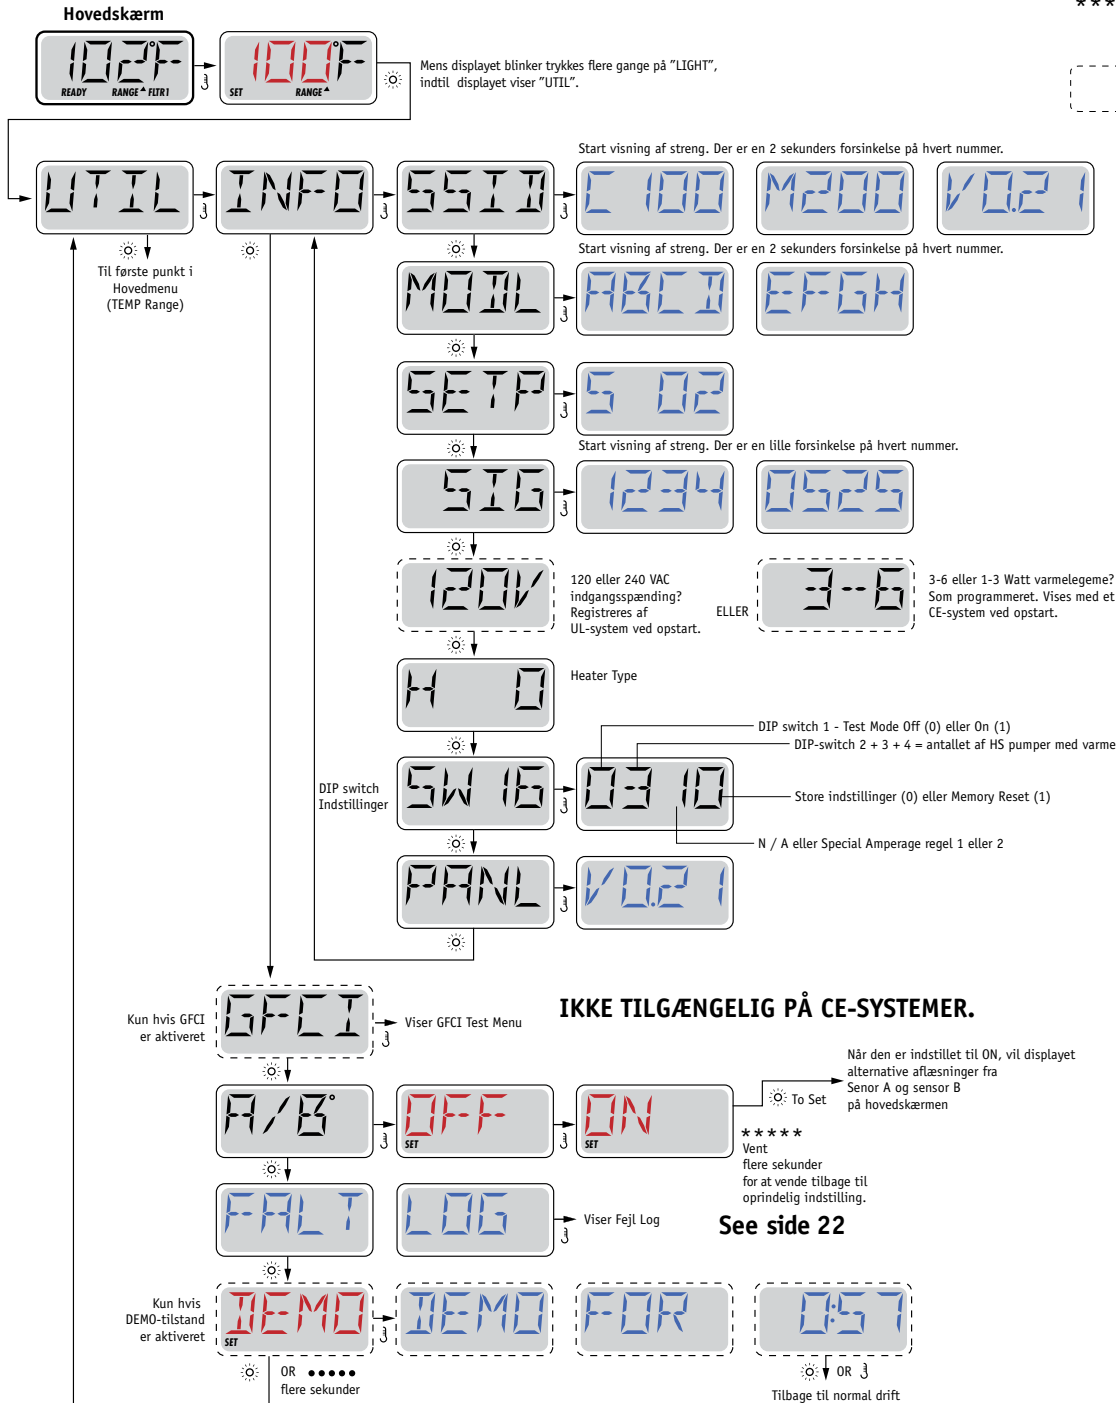 Hovedskærm
***
102°F
READY RANGE FLTR1
100°F
SET RANGE
Mens displayet blinker trykkes flere gange på "LIGHT",
indtil displayet viser "UTIL".
Start visning af streng. Der er en 2 sekunders forsinkelse på hvert nummer.
UTIL
INFO
SSID
C 100
M200
V0.21
Til første punkt i
Hovedmenu
(TEMP Range)
Start visning af streng. Der er en 2 sekunders forsinkelse på hvert nummer.
MODL
ABCD
EFGH
SETP
S 02
Start visning af streng. Der er en lille forsinkelse på hvert nummer.
SIG
1234
0525
120V
120 eller 240 VAC
indgangsspænding?
Registreres af
UL-system ved opstart.
ELLER
3-6
3-6 eller 1-3 Watt varmelegeme?
Som programmeret. Vises med et
CE-system ved opstart.
H 0
Heater Type
DIP switch 1 - Test Mode Off (0) eller On (1)
DIP-switch 2 + 3 + 4 = antallet af HS pumper med varme
DIP switch
Indstillinger
SW 16
0310
Store indstillinger (0) eller Memory Reset (1)
N / A eller Special Amperage regel 1 eller 2
PANL
V0.21
Kun hvis GFCI
er aktiveret
GFCI
Viser GFCI Test Menu
IKKE TILGÆNGELIG PÅ CE-SYSTEMER.
A/B°
OFF
SET
ON
SET
To Set
Når den er indstillet til ON, vil displayet
alternative aflæsninger fra
Senor A og sensor B
på hovedskærmen
*****
Vent
flere sekunder
for at vende tilbage til
oprindelig indstilling.
FALT
LOG
Viser Fejl Log
See side 22
Kun hvis
DEMO-tilstand
er aktiveret
DEMO
SET
DEMO
FOR
0:57
OR •••••
flere sekunder
OR
Tilbage til normal drift